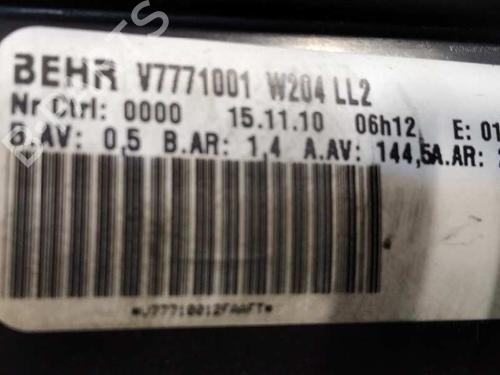 BEHR V7771001 W204 LL2
Nr Ctrl: 0000 15.11.10 06h12 E: 01
B.AV: 0,5 B.AR: 1,4 A.AV: 144,5A.AR:
*V77710012FAAFT*